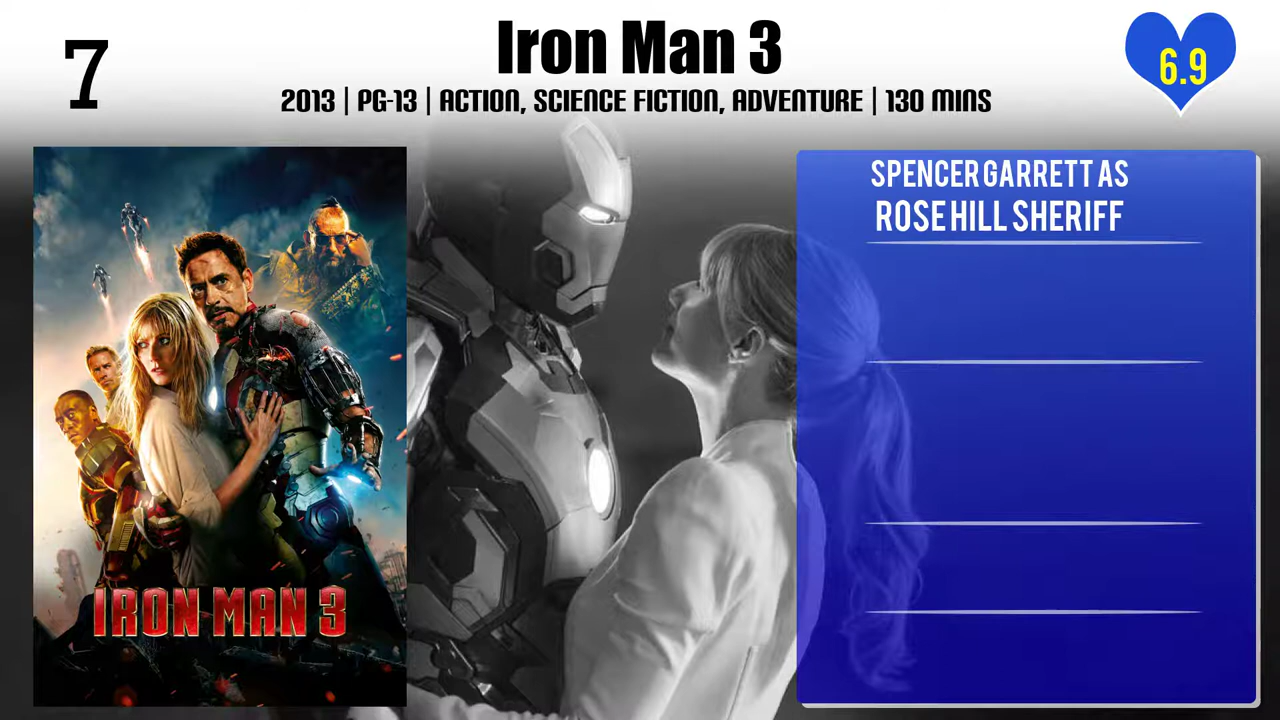 7
Iron Man 3
2013 | PG-13 | ACTION, SCIENCE FICTION, ADVENTURE | 130 MINS
6.9
SPENCER GARRETT AS
ROSE HILL SHERIFF
IRON MAN 3